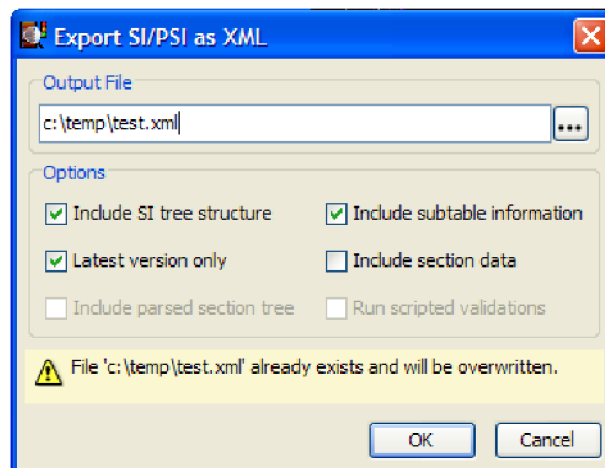 Export SI/PSI as XML
Output File
c:\temp\test.xml
...
Options
Include SI tree structure
Include subtable information
Latest version only
Include section data
Include parsed section tree
Run scripted validations
File 'c:\temp\test.xml' already exists and will be overwritten.
OK
Cancel